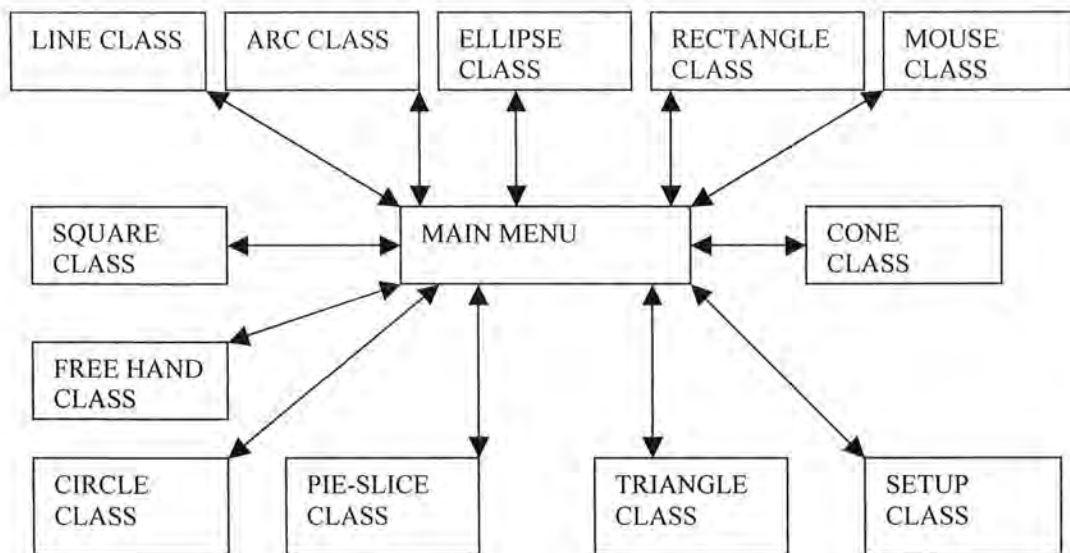 LINE CLASS
ARC CLASS
ELLIPSE
CLASS
RECTANGLE
CLASS
MOUSE
CLASS
SQUARE
CLASS
MAIN MENU
CONE
CLASS
FREE HAND
CLASS
CIRCLE
CLASS
PIE-SLICE
CLASS
TRIANGLE
CLASS
SETUP
CLASS